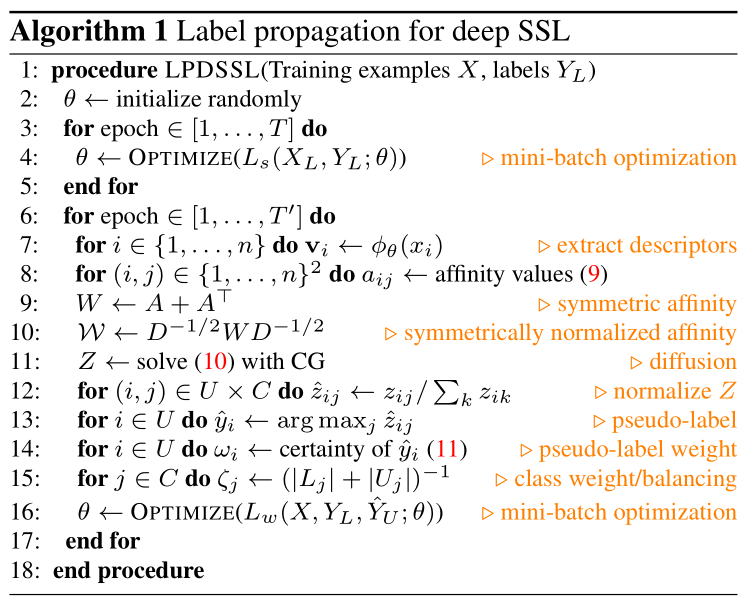 Algorithm 1 Label propagation for deep SSL
1: procedure LPDSSL(Training examples X, labels Y_L)
2: θ ← initialize randomly
3: for epoch ∈ [1, . . . , T] do
4: θ ← OPTIMIZE(L_s(X_L, Y_L; θ)) ▷ mini-batch optimization
5: end for
6: for epoch ∈ [1, . . . , T′] do
7: for i ∈ {1, . . . , n} do v_i ← ϕ_θ(x_i) ▷ extract descriptors
8: for (i, j) ∈ {1, . . . , n}² do a_ij ← affinity values (9)
9: W ← A + A^⊤ ▷ symmetric affinity
10: 𝒲 ← D^{−1/2}WD^{−1/2} ▷ symmetrically normalized affinity
11: Z ← solve (10) with CG ▷ diffusion
12: for (i, j) ∈ U × C do ẑ_ij ← z_ij/ ∑_k z_ik ▷ normalize Z
13: for i ∈ U do ŷ_i ← arg max_j ẑ_ij ▷ pseudo-label
14: for i ∈ U do ω_i ← certainty of ŷ_i (11) ▷ pseudo-label weight
15: for j ∈ C do ζ_j ← (|L_j| + |U_j|)^{−1} ▷ class weight/balancing
16: θ ← OPTIMIZE(L_w(X, Y_L, Ŷ_U; θ)) ▷ mini-batch optimization
17: end for
18: end procedure